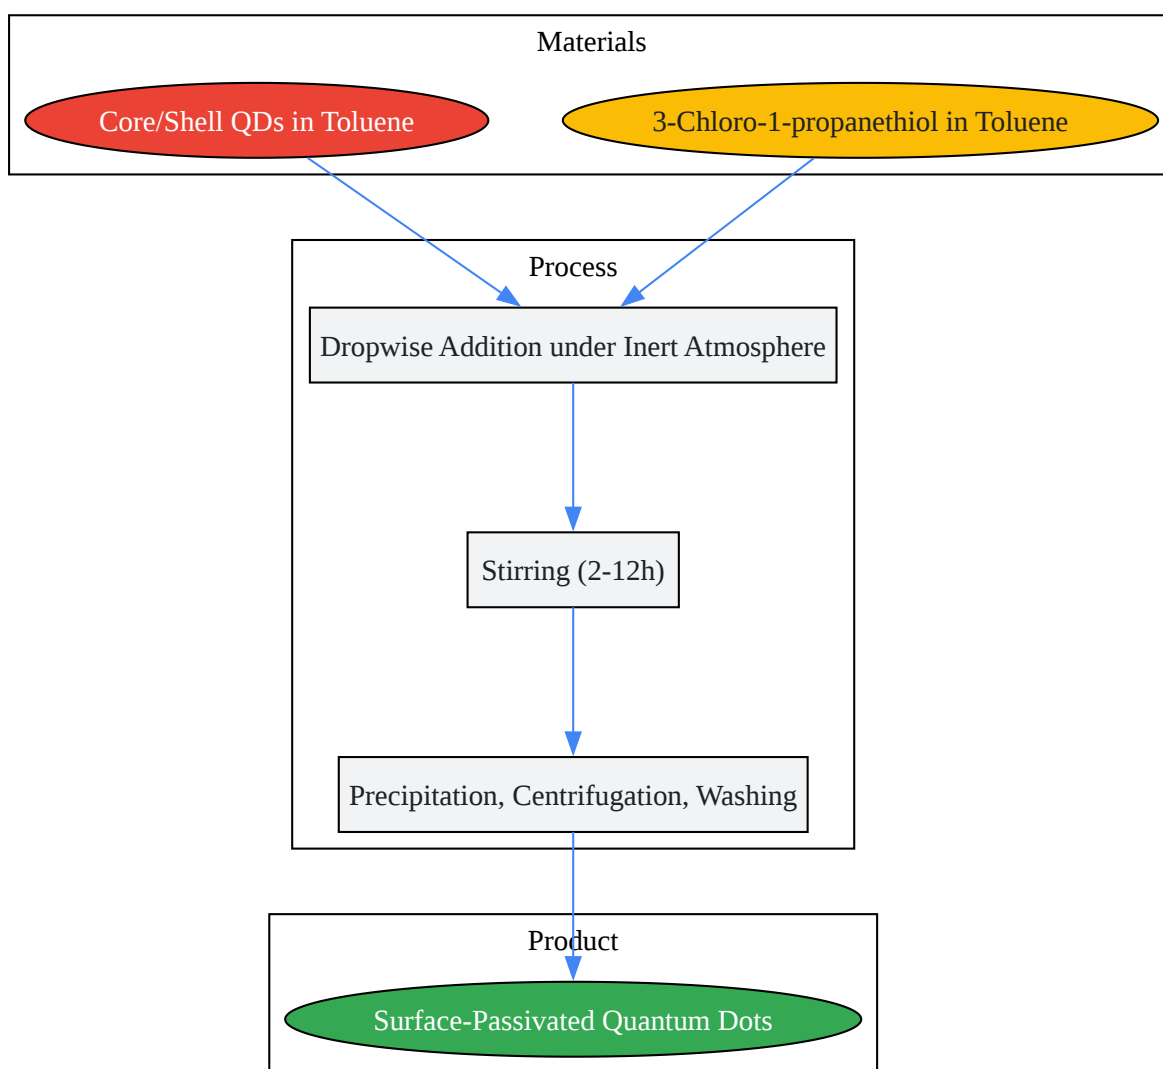 Materials
Core/Shell QDs in Toluene
3-Chloro-1-propanethiol in Toluene
Process
Dropwise Addition under Inert Atmosphere
Stirring (2-12h)
Precipitation, Centrifugation, Washing
Product
Surface-Passivated Quantum Dots